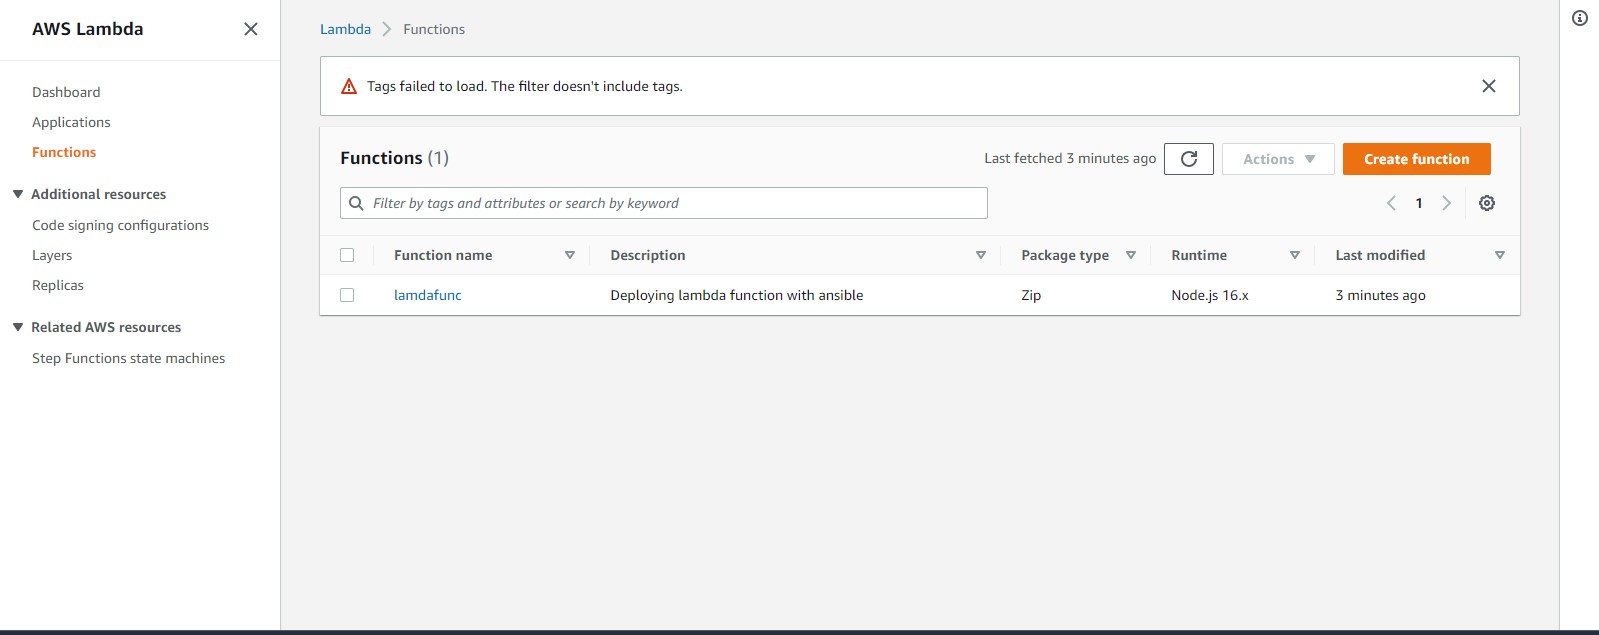 AWS Lambda
Dashboard
Applications
Functions
Additional resources
Code signing configurations
Layers
Replicas
Related AWS resources
Step Functions state machines
Lambda Functions
Tags failed to load. The filter doesn't include tags.
Functions (1)
Last fetched 3 minutes ago
Actions
Create function
Filter by tags and attributes or search by keyword
1
Function name Description Package type Runtime Last modified
lamdafunc Deploying lambda function with ansible Zip Node.js 16.x 3 minutes ago